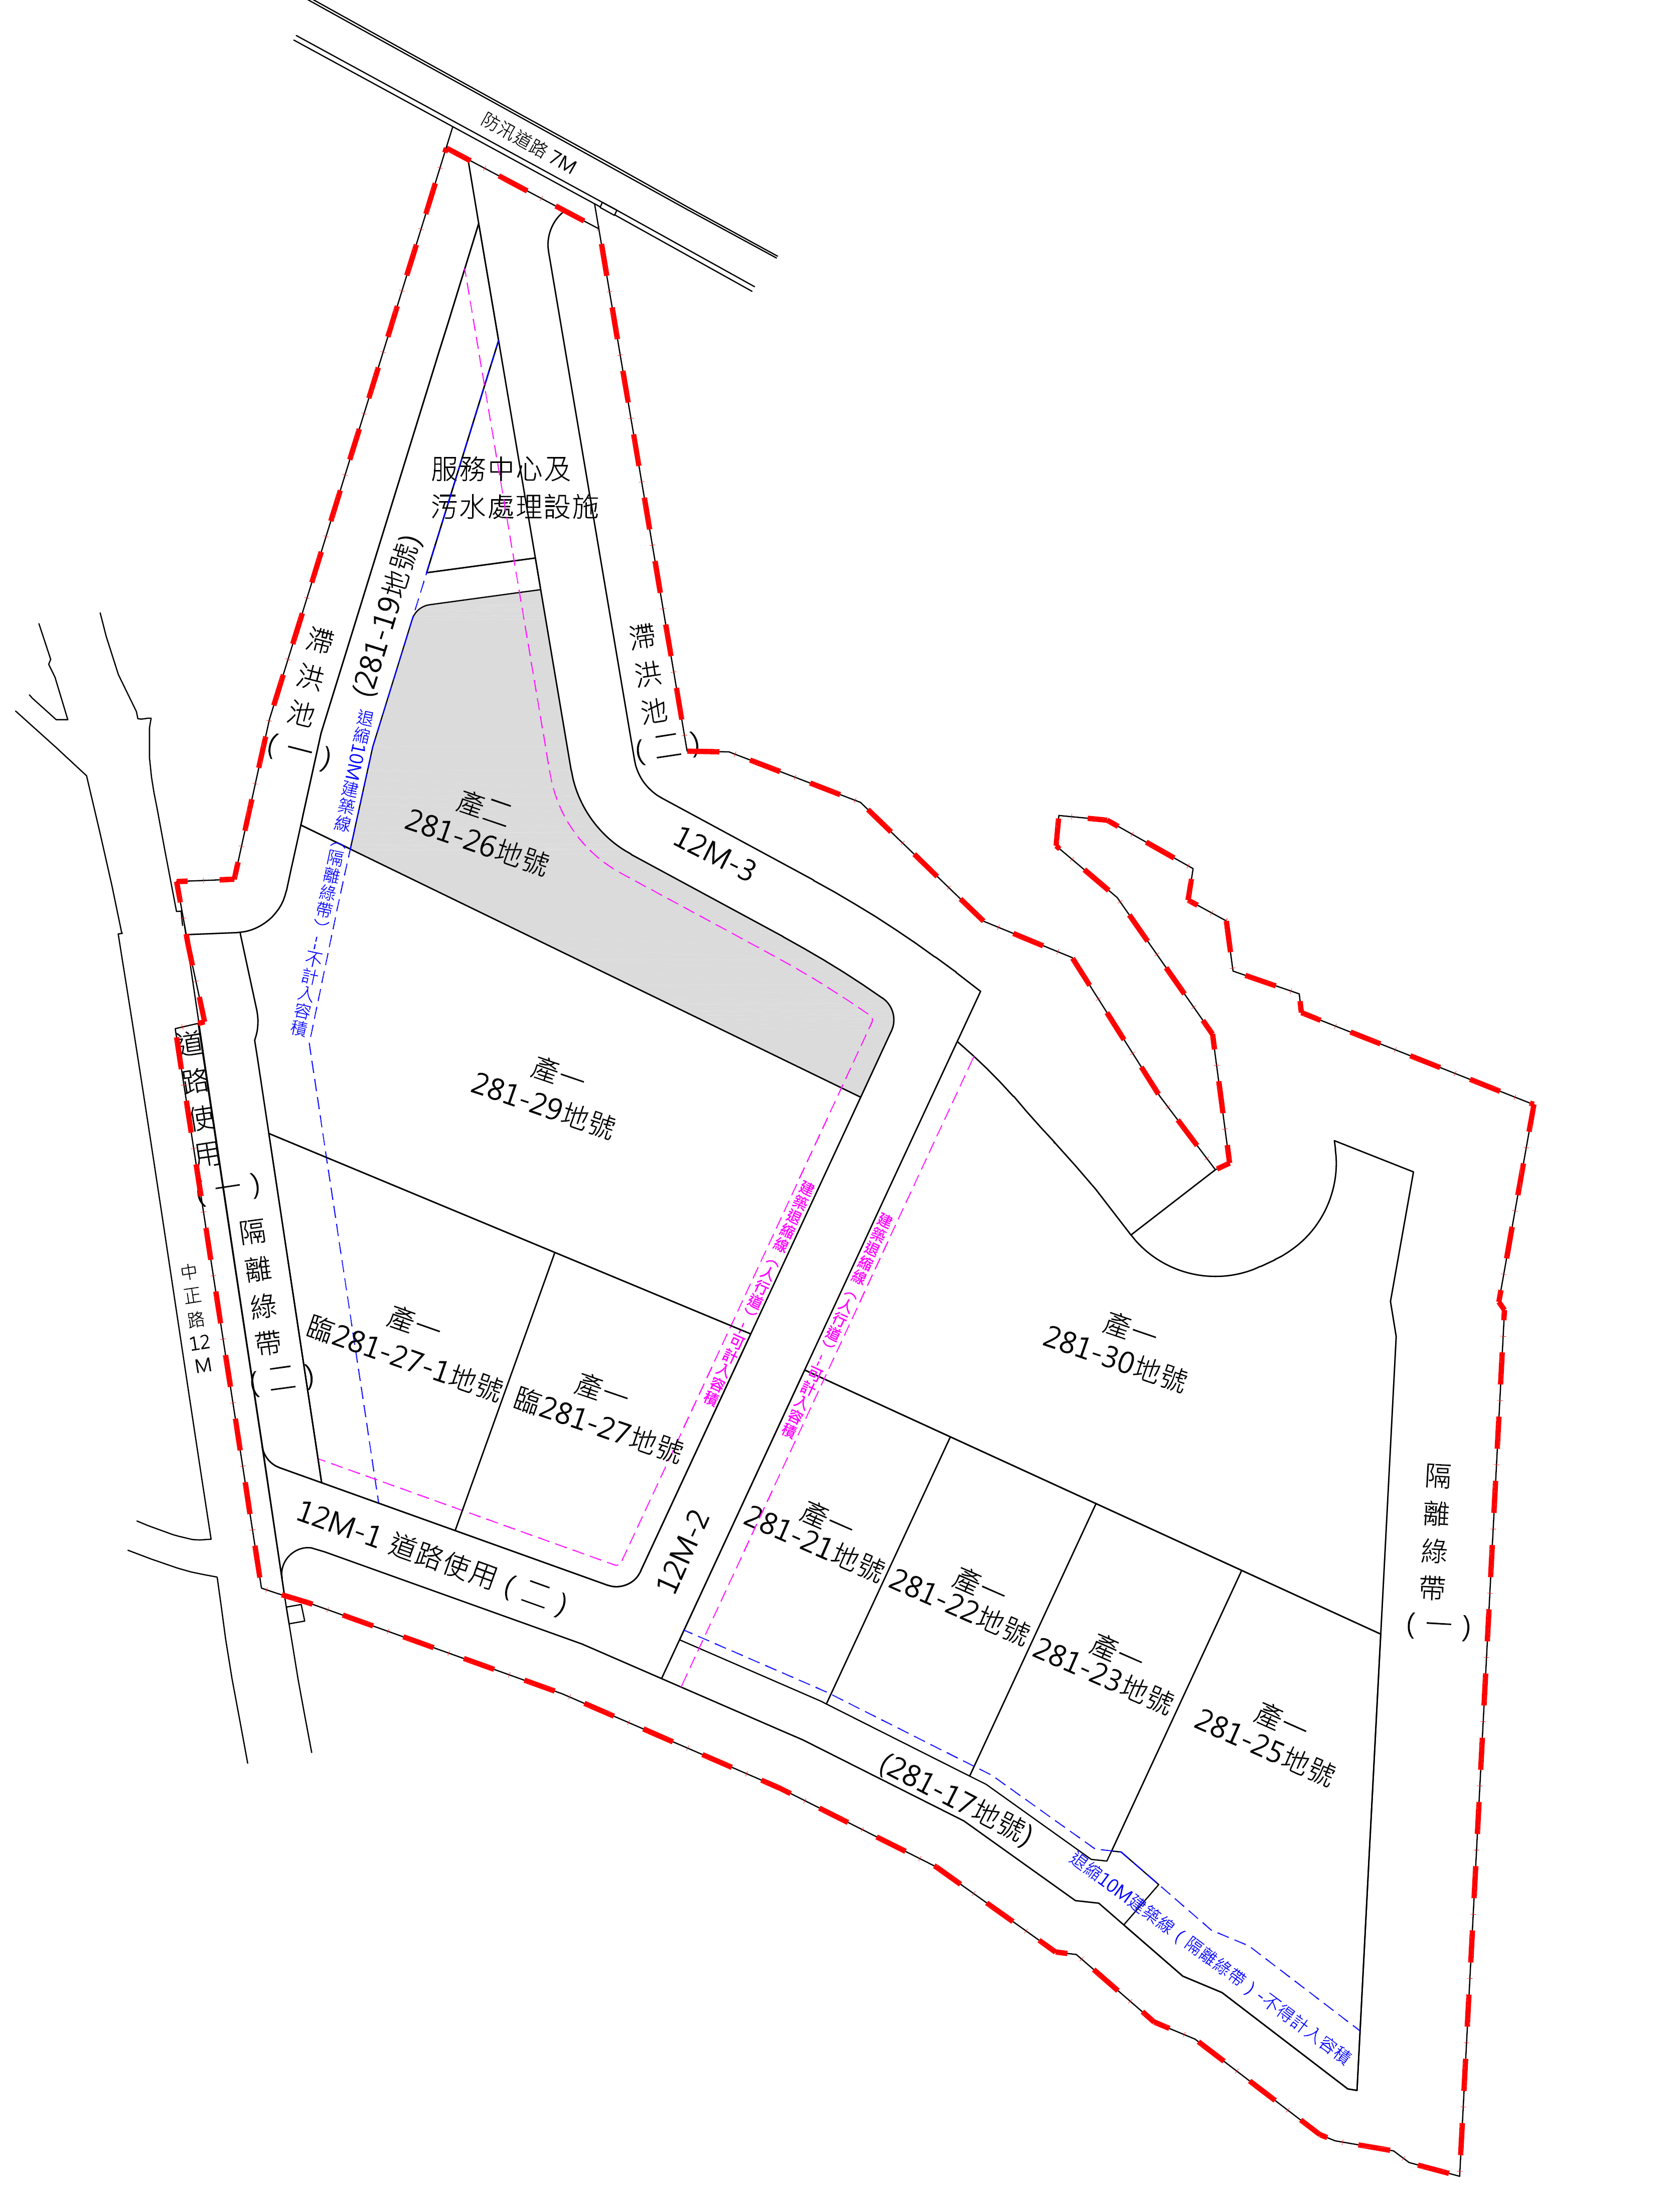 防汛道路 7M
服務中心及
污水處理設施
(281-19地號)
滯洪池(一)
滯洪池(二)
退縮10M建築線（隔離綠帶）--不計入容積
產二
281-26地號
12M-3
產一
281-29地號
道路使用(一)
隔離綠帶(二)
中正路12M
產一
臨281-27-1地號
產一
臨281-27地號
建築退縮線（人行道）--可計入容積
建築退縮線（人行道）--可計入容積
產一
281-30地號
12M-1 道路使用 ( 二 )
12M-2
產一
281-21地號
產一
281-22地號
產一
281-23地號
產一
281-25地號
隔離綠帶(一)
(281-17地號)
退縮10M建築線 ( 隔離綠帶 ) -不得計入容積